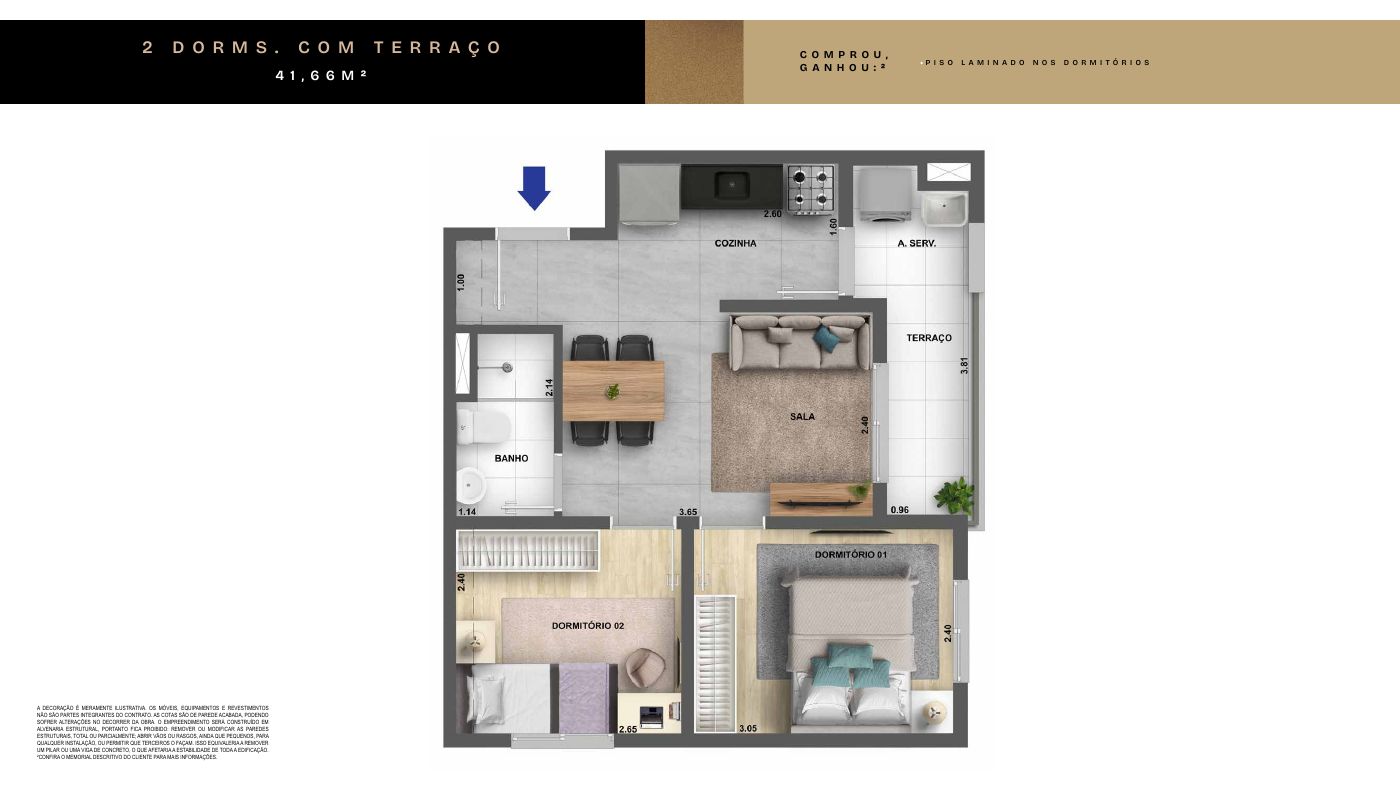 2 DORMS. COM TERRAÇO
41,66M²
COMPROU,
GANHOU:²
•PISO LAMINADO NOS DORMITÓRIOS
2.60
1.60
COZINHA
A. SERV.
1.00
TERRAÇO
3.81
2.14
SALA
2.40
BANHO
1.14
3.65
0.96
DORMITÓRIO 01
2.40
DORMITÓRIO 02
2.40
2.65
3.05
A DECORAÇÃO É MERAMENTE ILUSTRATIVA. OS MÓVEIS, EQUIPAMENTOS E REVESTIMENTOS
NÃO SÃO PARTES INTEGRANTES DO CONTRATO. AS COTAS SÃO DE PAREDE ACABADA, PODENDO
SOFRER ALTERAÇÕES NO DECORRER DA OBRA. O EMPREENDIMENTO SERÁ CONSTRUÍDO EM
ALVENARIA ESTRUTURAL, PORTANTO FICA PROIBIDO: REMOVER OU MODIFICAR AS PAREDES
ESTRUTURAIS, TOTAL OU PARCIALMENTE; ABRIR VÃOS OU RASGOS, AINDA QUE PEQUENOS, PARA
QUALQUER INSTALAÇÃO, OU PERMITIR QUE TERCEIROS O FAÇAM. ISSO EQUIVALERIA A REMOVER
UM PILAR OU UMA VIGA DE CONCRETO, O QUE AFETARIA A ESTABILIDADE DE TODA A EDIFICAÇÃO.
²CONFIRA O MEMORIAL DESCRITIVO DO CLIENTE PARA MAIS INFORMAÇÕES.